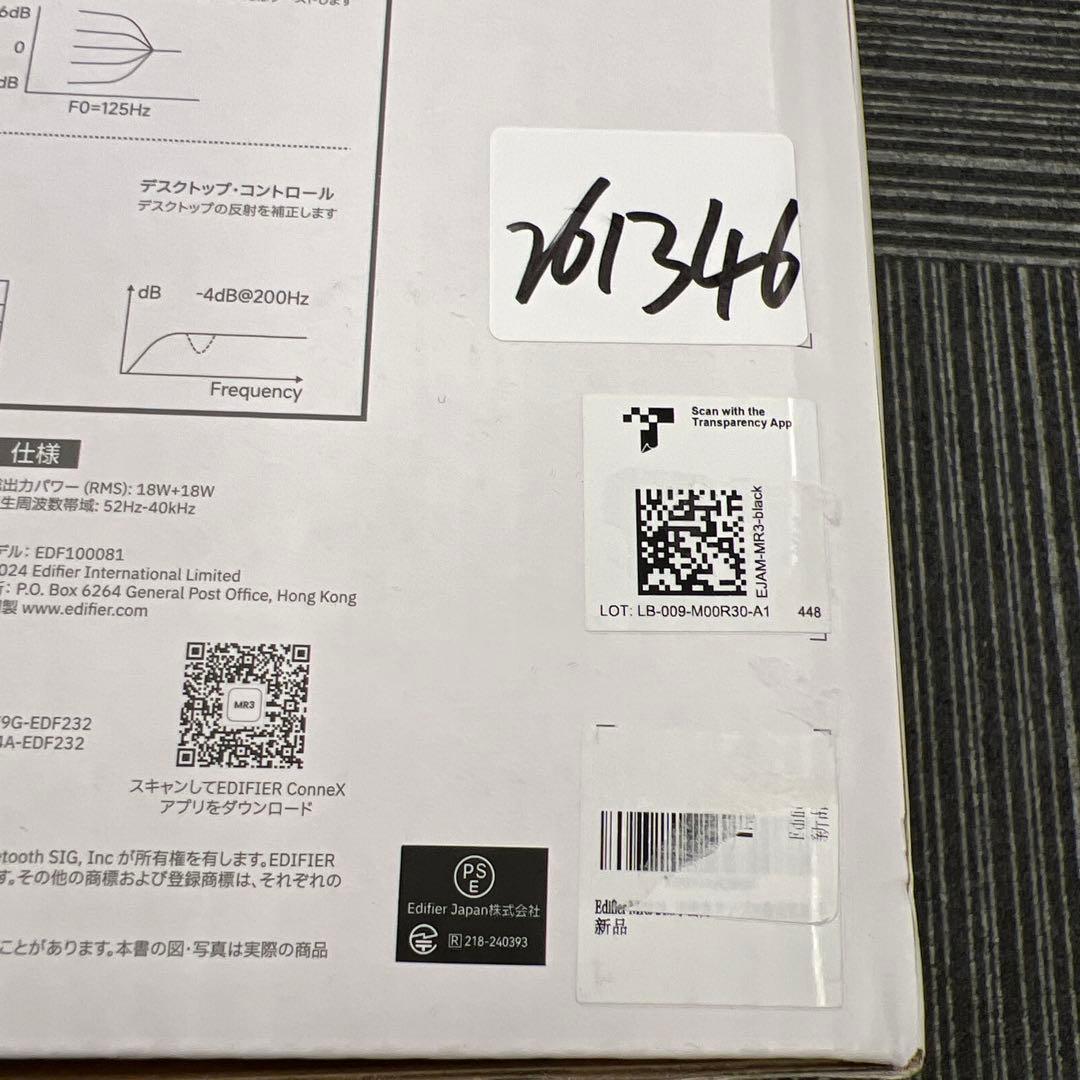 6dB
0
dB
F0=125Hz
デスクトップ・コントロール
デスクトップの反射を補正します
dB
-4dB@200Hz
Frequency
261346
Scan with the
Transparency App
EJAM-MR3-black
LOT: LB-009-M00R30-A1 448
仕様
出力パワー (RMS): 18W+18W
生周波数帯域: 52Hz-40kHz
デル: EDF100081
024 Edifier International Limited
: P.O. Box 6264 General Post Office, Hong Kong
製 www.edifier.com
MR3
9G-EDF232
4A-EDF232
スキャンしてEDIFIER ConneX
アプリをダウンロード
etooth SIG, Inc が所有権を有します。EDIFIER
す。その他の商標および登録商標は、それぞれの
ことがあります。本書の図・写真は実際の商品
PS
E
Edifier Japan株式会社
R 218-240393
Edifi
新品
Edifier
新品